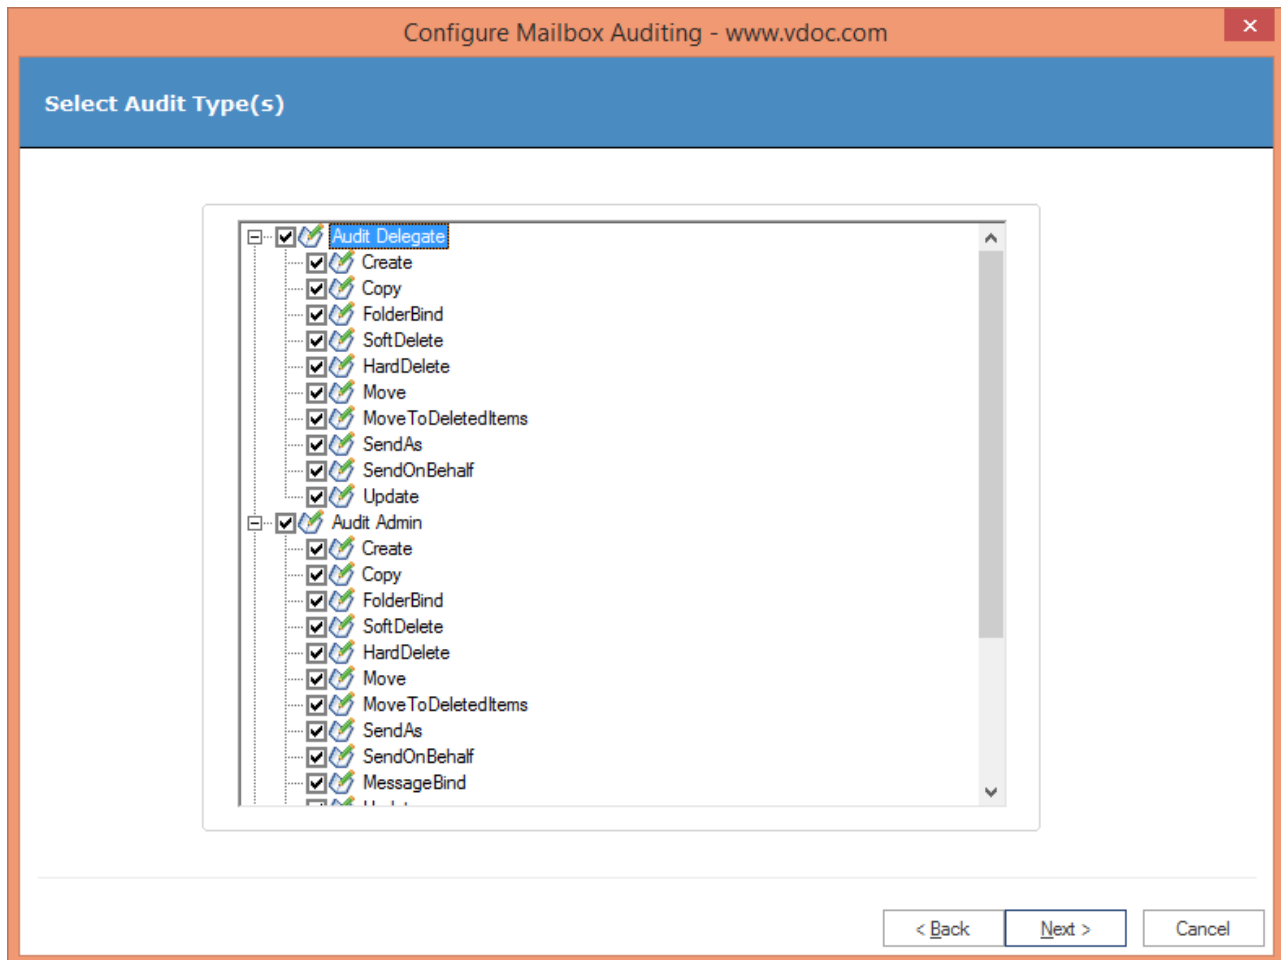 Configure Mailbox Auditing - www.vdoc.com
Select Audit Type(s)
Audit Delegate
Create
Copy
FolderBind
SoftDelete
HardDelete
Move
MoveToDeletedItems
SendAs
SendOnBehalf
Update
Audit Admin
Create
Copy
FolderBind
SoftDelete
HardDelete
Move
MoveToDeletedItems
SendAs
SendOnBehalf
MessageBind
< Back
Next >
Cancel